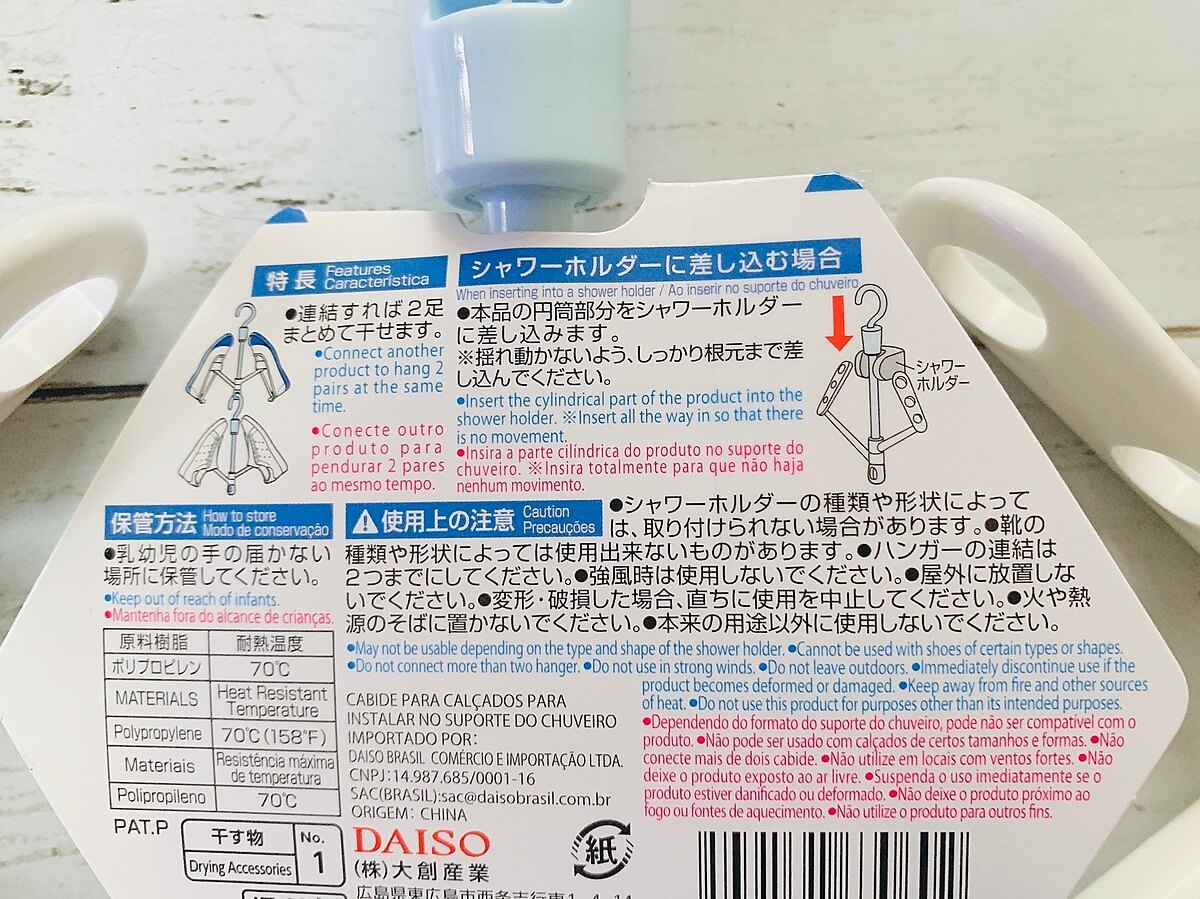 特長 Features
Característica
●連結すれば2足
まとめて干せます。
●Connect another
product to hang 2
pairs at the same
time.
●Conecte outro
produto para
pendurar 2 pares
ao mesmo tempo.
シャワーホルダーに差し込む場合
When inserting into a shower holder / Ao inserir no suporte do chuveiro
●本品の円筒部分をシャワーホルダー
に差し込みます。
※揺れ動かないよう、しっかり根元まで差
し込んでください。
●Insert the cylindrical part of the product into the
shower holder. ※Insert all the way in so that there
is no movement.
●Insira a parte cilíndrica do produto no suporte do
chuveiro. ※Insira totalmente para que não haja
nenhum movimento.
シャワー
ホルダー
保管方法 How to store
Modo de conservação
●乳幼児の手の届かない
場所に保管してください。
●Keep out of reach of infants.
●Mantenha fora do alcance de crianças.
原料樹脂 耐熱温度
ポリプロピレン 70℃
MATERIALS Heat Resistant
Temperature
Polypropylene 70℃(158°F)
Materiais Resistência máxima
de temperatura
Polipropileno 70℃
使用上の注意 Caution
Precauções
●シャワーホルダーの種類や形状によって
は、取り付けられない場合があります。●靴の
種類や形状によっては使用出来ないものがあります。●ハンガーの連結は
2つまでにしてください。●強風時は使用しないでください。●屋外に放置しな
いでください。●変形・破損した場合、直ちに使用を中止してください。●火や熱
源のそばに置かないでください。●本来の用途以外に使用しないでください。
●May not be usable depending on the type and shape of the shower holder. ●Cannot be used with shoes of certain types or shapes.
●Do not connect more than two hanger. ●Do not use in strong winds. ●Do not leave outdoors. ●Immediately discontinue use if the
product becomes deformed or damaged. ●Keep away from fire and other sources
of heat. ●Do not use this product for purposes other than its intended purposes.
●Dependendo do formato do suporte do chuveiro, pode não ser compatível com o
produto. ●Não pode ser usado com calçados de certos tamanhos e formas. ●Não
conecte mais de dois cabide. ●Não utilize em locais com ventos fortes. ●Não
deixe o produto exposto ao ar livre. ●Suspenda o uso imediatamente se o
produto estiver danificado ou deformado. ●Não deixe o produto próximo ao
fogo ou fontes de aquecimento. ●Não utilize o produto para outros fins.
CABIDE PARA CALÇADOS PARA
INSTALAR NO SUPORTE DO CHUVEIRO
IMPORTADO POR:
DAISO BRASIL COMÉRCIO E IMPORTAÇÃO LTDA.
CNPJ:14.987.685/0001-16
SAC(BRASIL):sac@daisobrasil.com.br
ORIGEM: CHINA
PAT.P
干す物
Drying Accessories
No.
1
DAISO
(株)大創産業
広島県東広島市西条吉行東1-4-14
紙